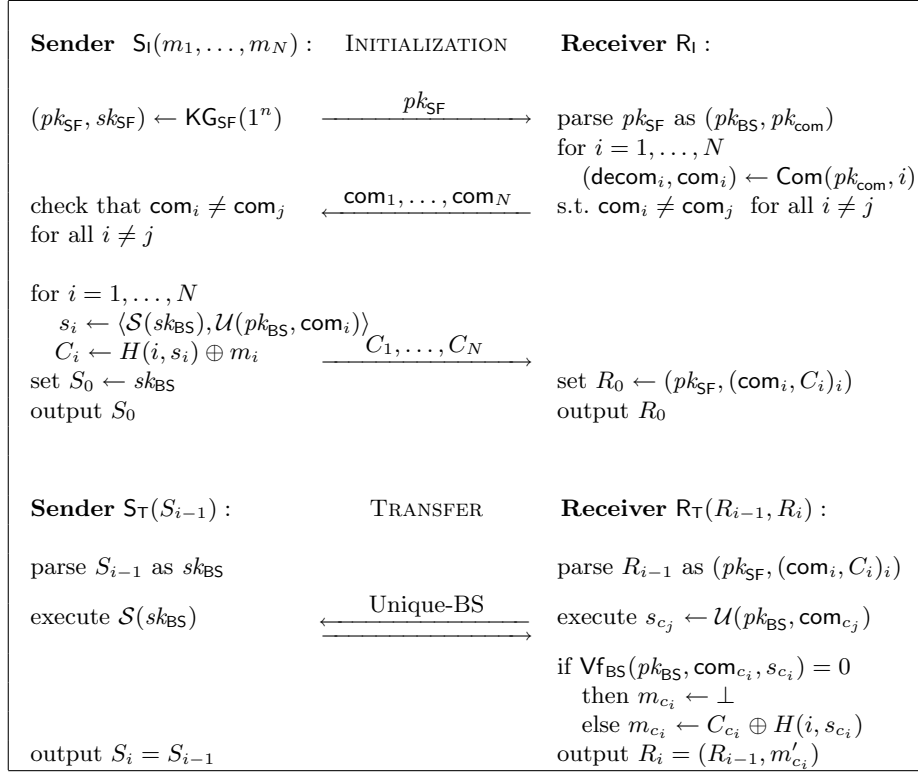 Sender S_I(m_1, . . . , m_N) : INITIALIZATION Receiver R_I :
(pk_SF, sk_SF) ← KG_SF(1^n) pk_SF parse pk_SF as (pk_BS, pk_com)
for i = 1, . . . , N
(decom_i, com_i) ← Com(pk_com, i)
check that com_i ≠ com_j com_1, . . . , com_N s.t. com_i ≠ com_j for all i ≠ j
for all i ≠ j
for i = 1, . . . , N
s_i ← ⟨S(sk_BS), U(pk_BS, com_i)⟩
C_i ← H(i, s_i) ⊕ m_i C_1, . . . , C_N
set S_0 ← sk_BS set R_0 ← (pk_SF, (com_i, C_i)_i)
output S_0 output R_0
Sender S_T(S_{i−1}) : TRANSFER Receiver R_T(R_{i−1}, R_i) :
parse S_{i−1} as sk_BS parse R_{i−1} as (pk_SF, (com_i, C_i)_i)
execute S(sk_BS) Unique-BS execute s_{c_j} ← U(pk_BS, com_{c_j})
if Vf_BS(pk_BS, com_{c_i}, s_{c_i}) = 0
then m_{c_i} ← ⊥
else m_{c_i} ← C_{c_i} ⊕ H(i, s_{c_i})
output S_i = S_{i−1} output R_i = (R_{i−1}, m'_{c_i})